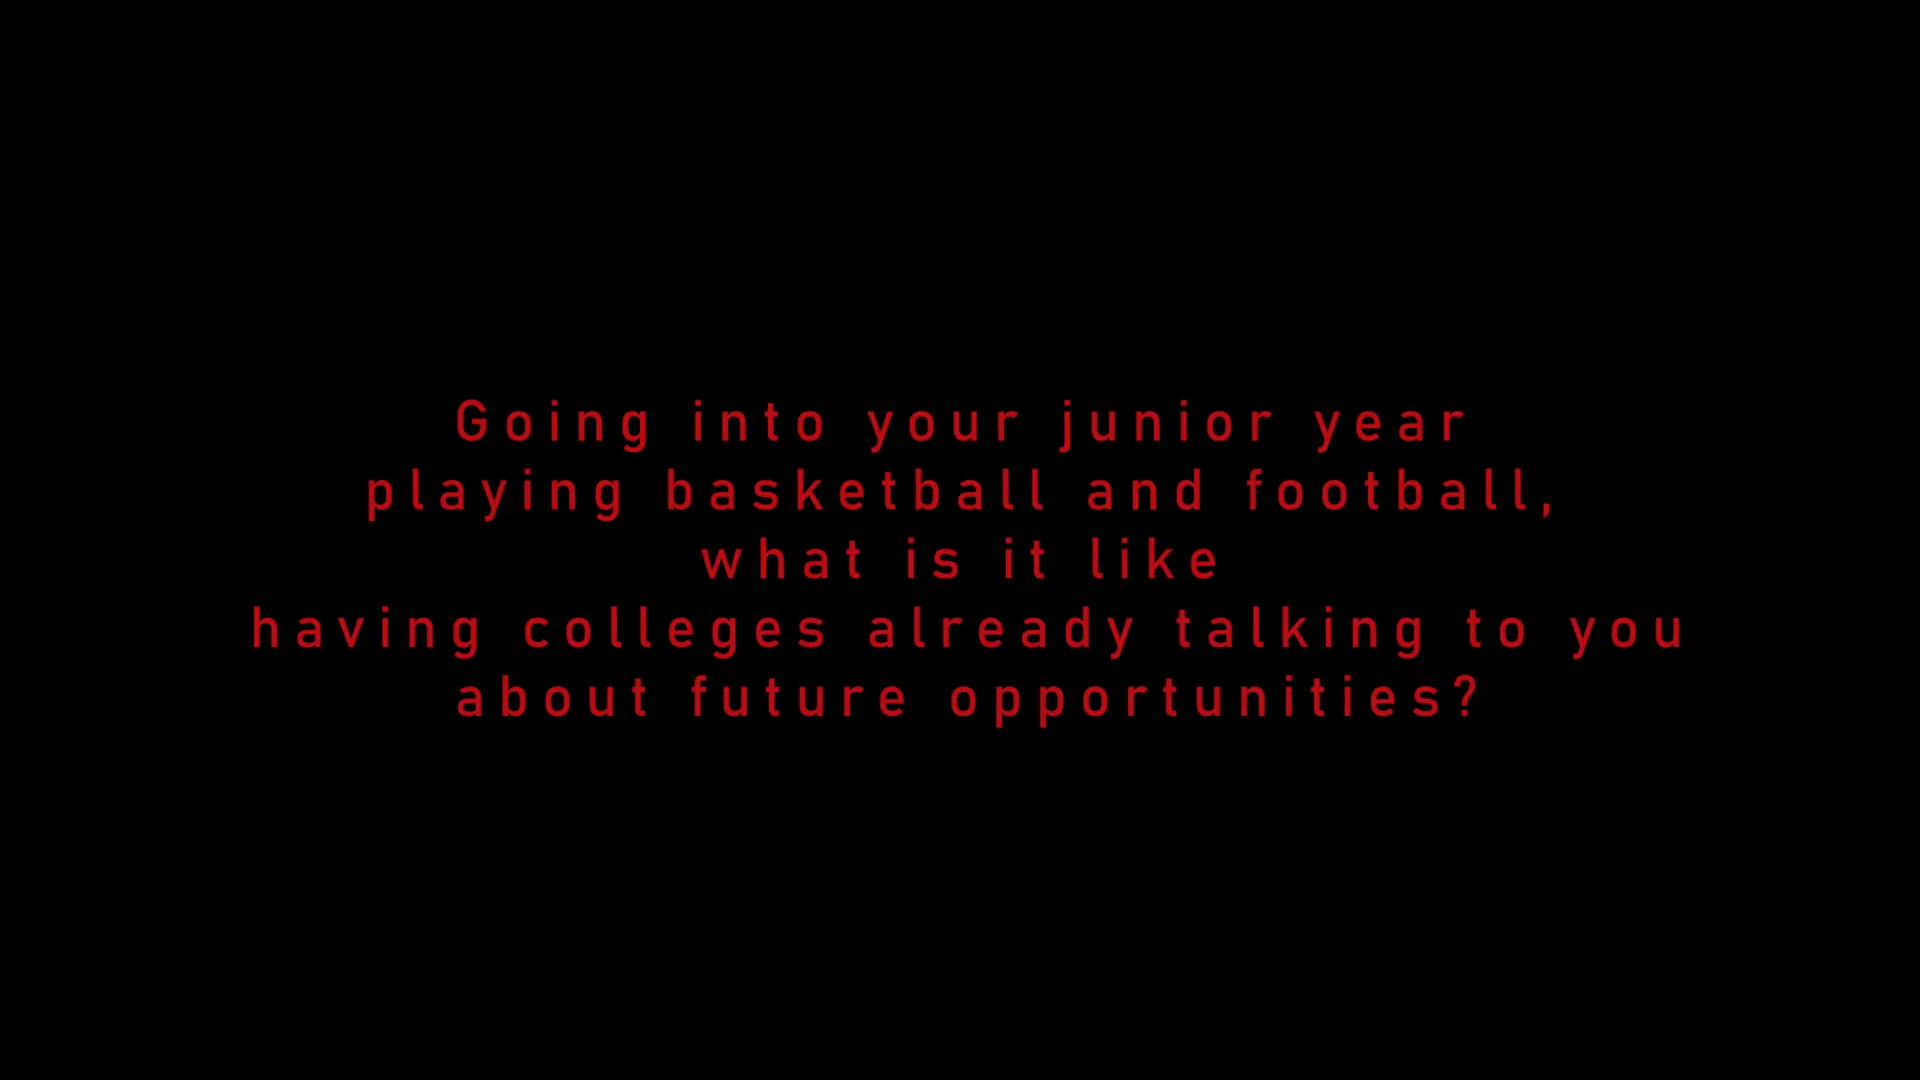 Going into your junior year
playing basketball and football,
what is it like
having colleges already talking to you
about future opportunities?